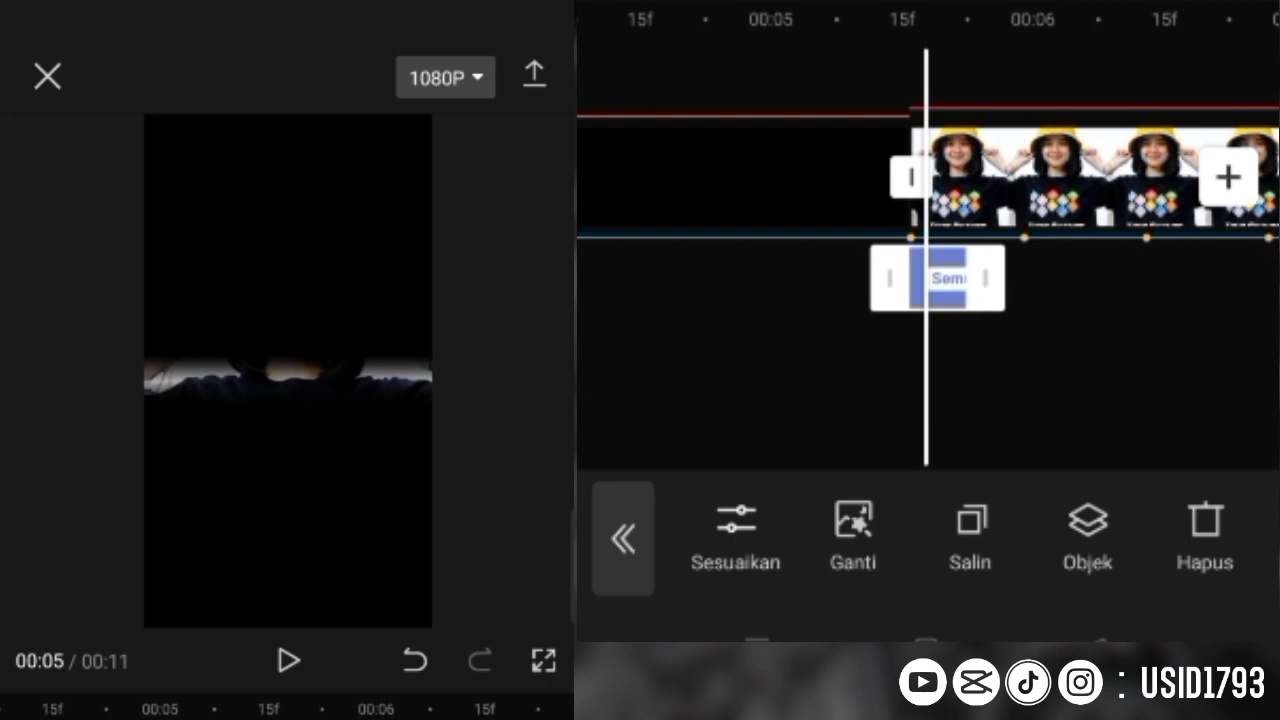 1080P
00:05 / 00:11
15f 00:05 15f 00:06 15f
15f 00:05 15f 00:06 15f
Sem
Sesuaikan Ganti Salin Objek Hapus
: USID1793